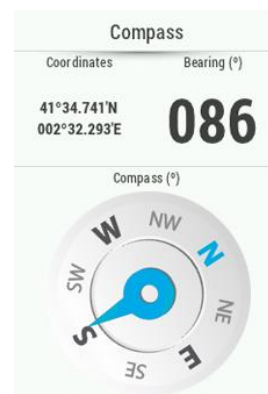 Compass
Coordinates Bearing (º)
41°34.741'N
002°32.293'E
086
Compass (º)
W NW N
SW NE
S SE E